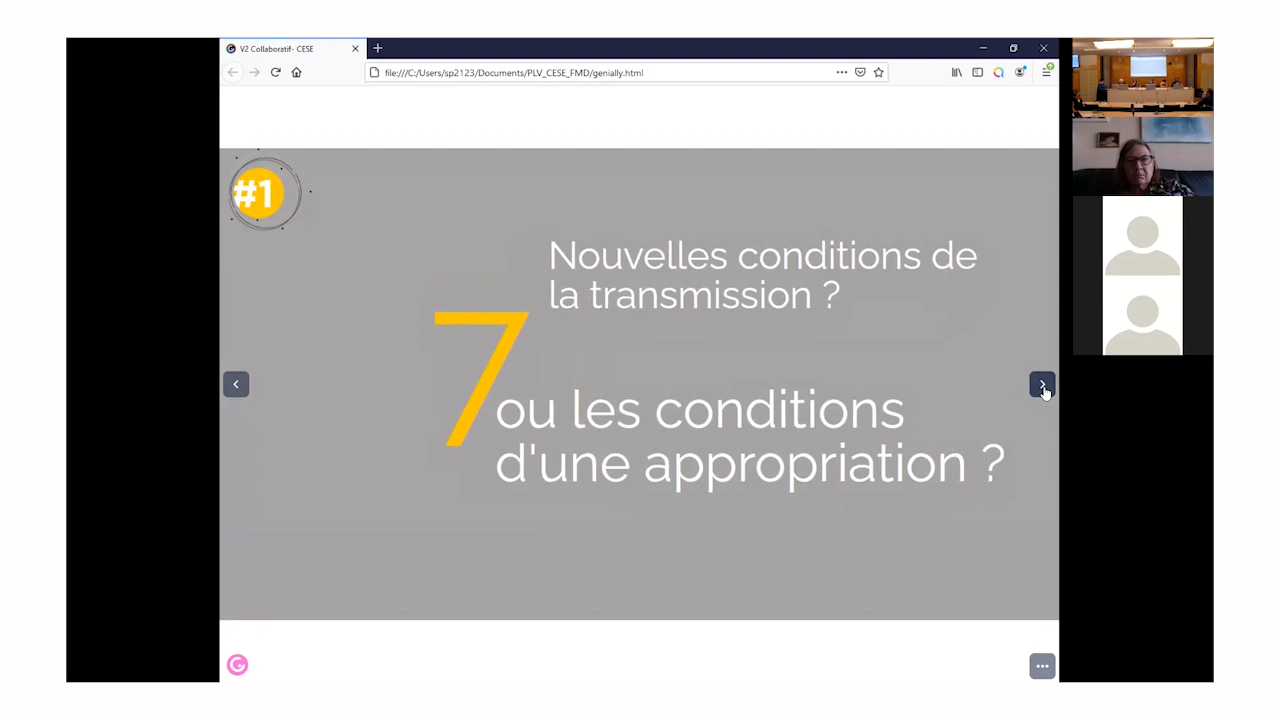 V2 Collaboratif- CESE
file:///C:/Users/sp2123/Documents/PLV_CESE_FMD/genially.html
#1
Nouvelles conditions de
la transmission ?
7
ou les conditions
d'une appropriation ?